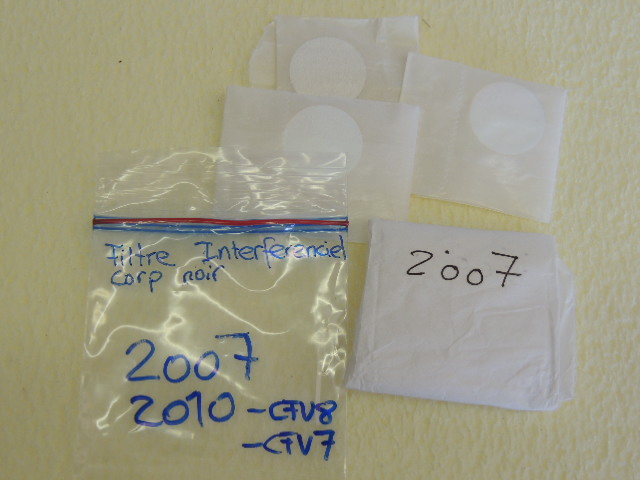 Filtre Interferenciel
corp noir
2007
2010 - CFV8
- CFV7
2007